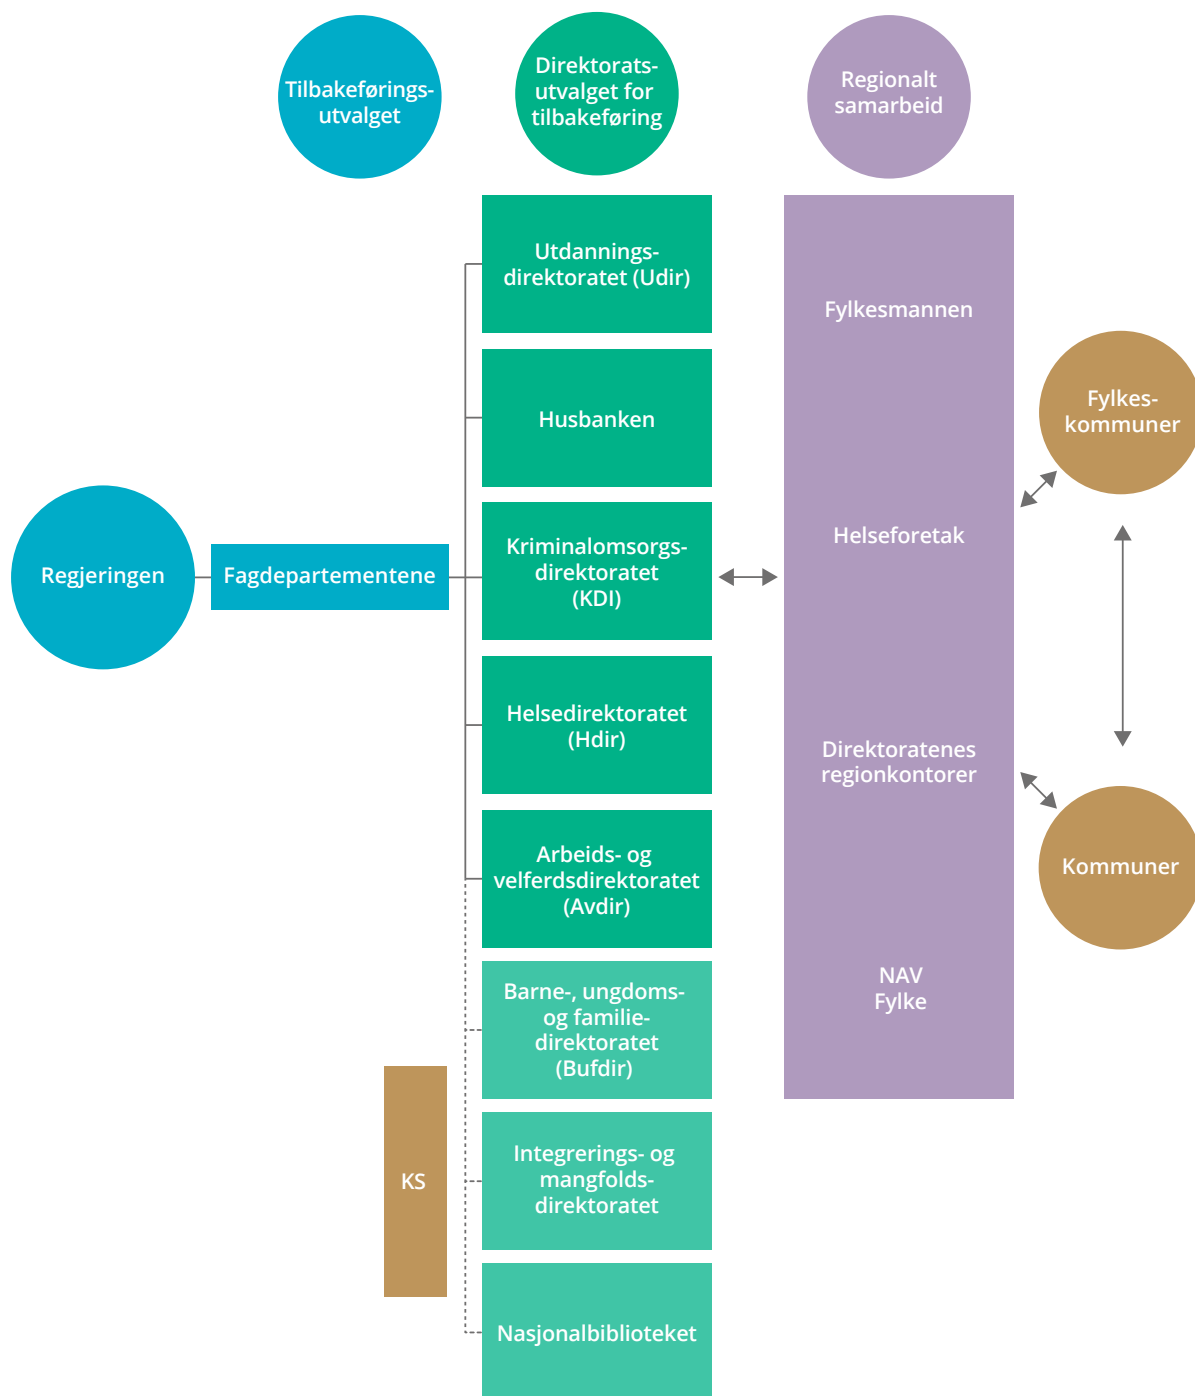 Tilbakeførings-
utvalget
Direktorats-
utvalget for
tilbakeføring
Regionalt
samarbeid
Regjeringen
Fagdepartementene
Utdannings-
direktoratet (Udir)
Husbanken
Kriminalomsorgs-
direktoratet
(KDI)
Helsedirektoratet
(Hdir)
Arbeids- og
velferdsdirektoratet
(Avdir)
Barne-, ungdoms-
og familie-
direktoratet
(Bufdir)
Integrerings- og
mangfolds-
direktoratet
Nasjonalbiblioteket
KS
Fylkesmannen
Helseforetak
Direktoratenes
regionkontorer
NAV
Fylke
Fylkes-
kommuner
Kommuner